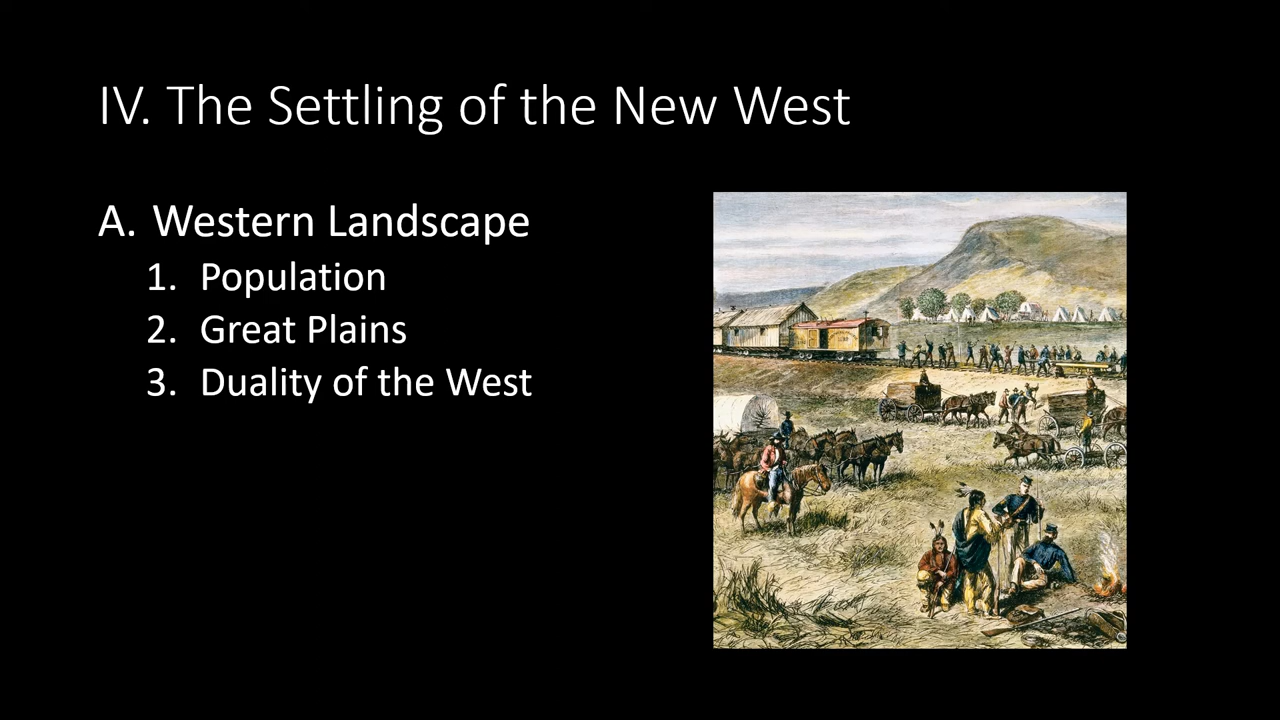 IV. The Settling of the New West
A. Western Landscape
1. Population
2. Great Plains
3. Duality of the West